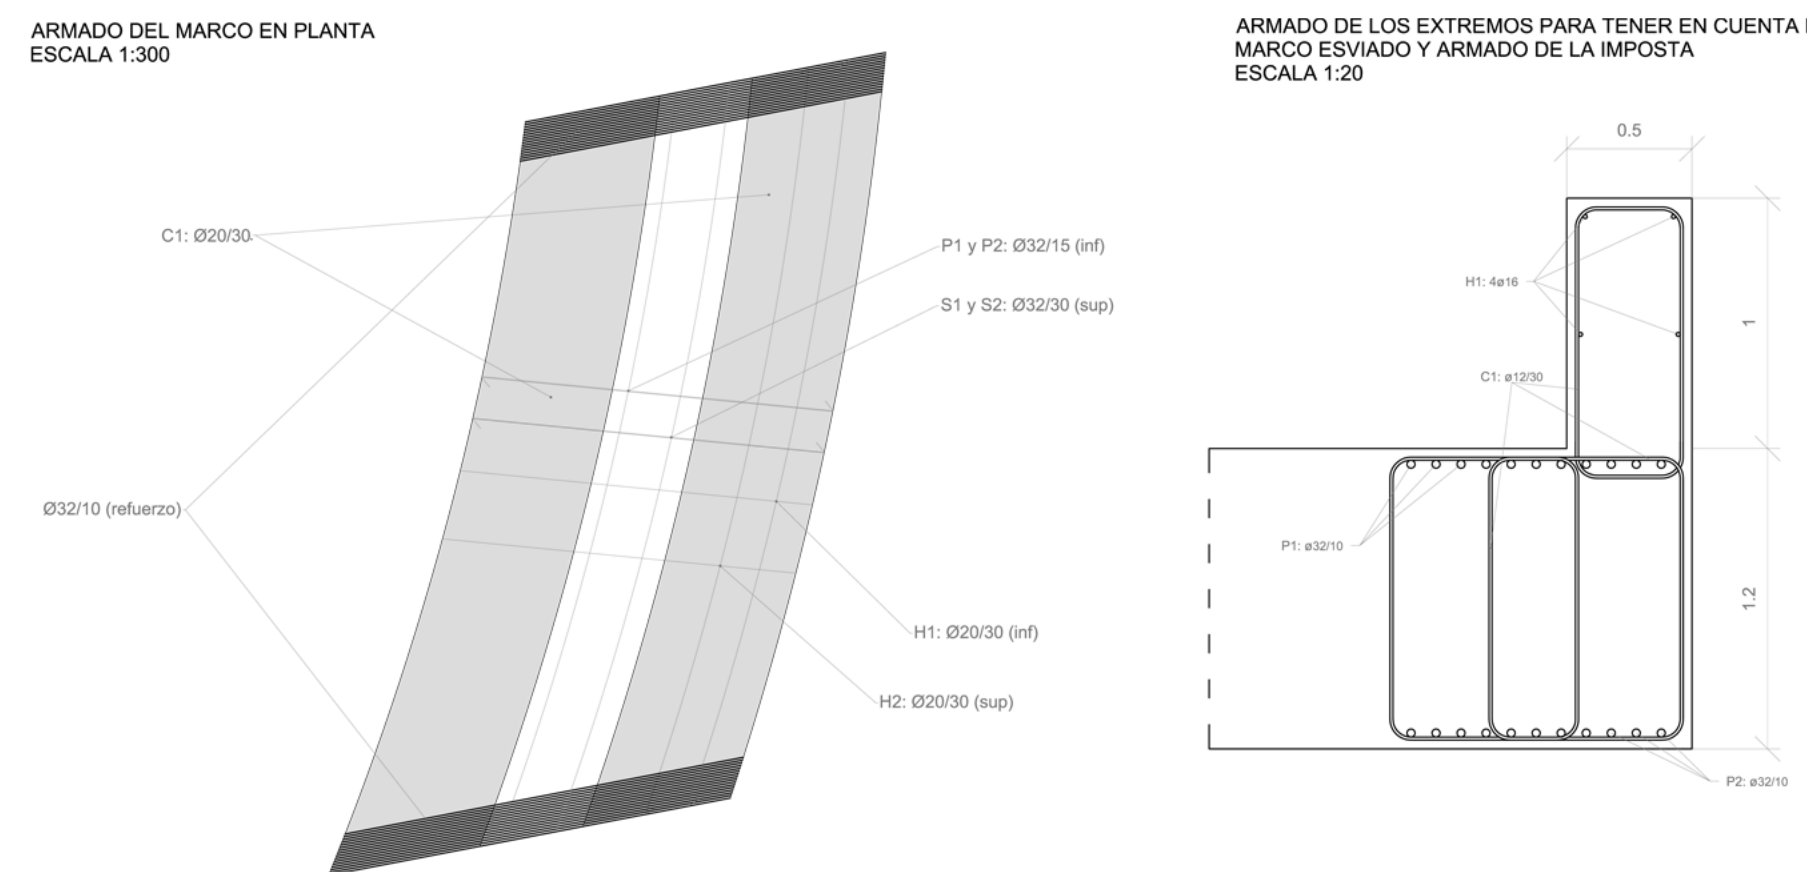 ARMADO DEL MARCO EN PLANTA
ESCALA 1:300
C1: Ø20/30
P1 y P2: Ø32/15 (inf)
S1 y S2: Ø32/30 (sup)
Ø32/10 (refuerzo)
H1: Ø20/30 (inf)
H2: Ø20/30 (sup)
ARMADO DE LOS EXTREMOS PARA TENER EN CUENTA
MARCO ESVIADO Y ARMADO DE LA IMPOSTA
ESCALA 1:20
0.5
H1: 4ø16
1
C1: ø12/30
P1: ø32/10
1.2
P2: ø32/10